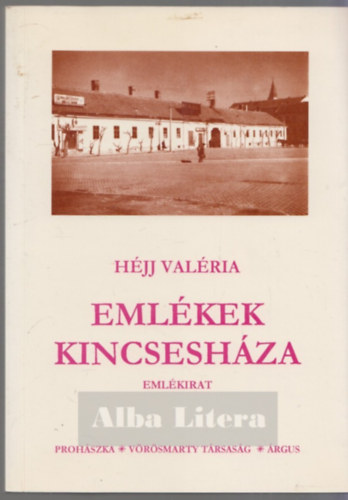 HÉJJ VALÉRIA
EMLÉKEK
KINCSESHÁZA
EMLÉKIRAT
Alba Litera
PROHÁSZKA ✶ VÖRÖSMARTY TÁRSASÁG ✶ ÁRGUS